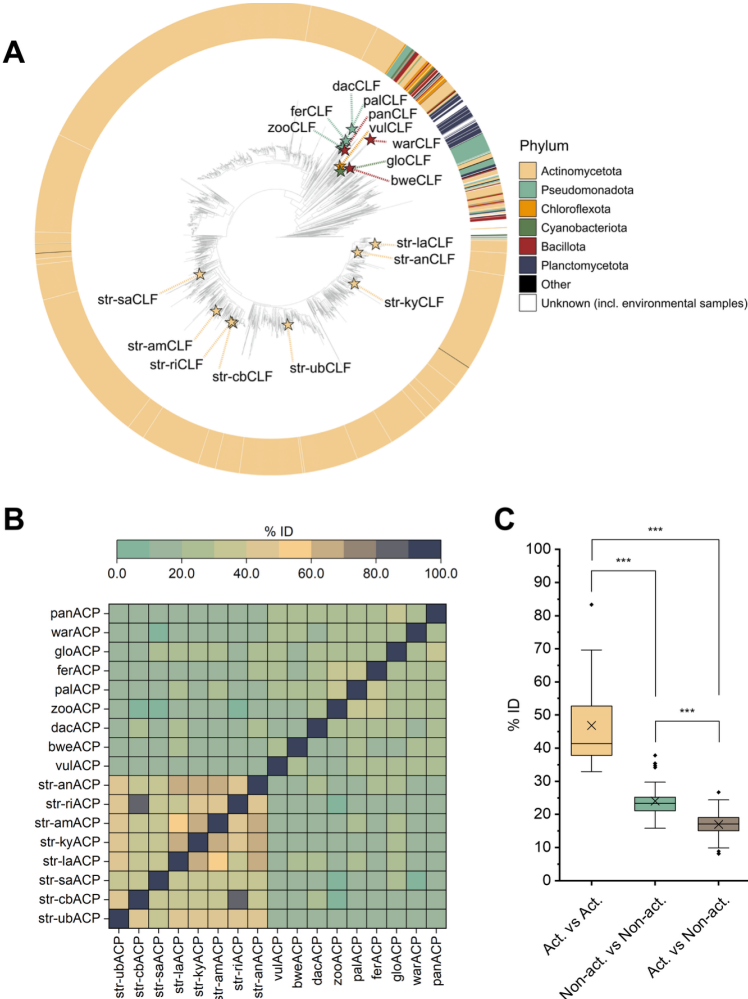 A
dacCLF
palCLF
ferCLF
panCLF
zooCLF
vulCLF
warCLF
gloCLF
bweCLF
str-laCLF
str-anCLF
str-kyCLF
str-saCLF
str-amCLF
str-riCLF
str-cbCLF
str-ubCLF
Phylum
Actinomycetota
Pseudomonadota
Chloroflexota
Cyanobacteriota
Bacillota
Planctomycetota
Other
Unknown (incl. environmental samples)
B
% ID
0.0 20.0 40.0 60.0 80.0 100.0
panACP
warACP
gloACP
ferACP
palACP
zooACP
dacACP
bweACP
vulACP
str-anACP
str-riACP
str-amACP
str-kyACP
str-laACP
str-saACP
str-cbACP
str-ubACP
str-ubACP
str-cbACP
str-saACP
str-laACP
str-kyACP
str-amACP
str-riACP
str-anACP
vulACP
bweACP
dacACP
zooACP
palACP
ferACP
gloACP
warACP
panACP
C
***
***
***
% ID
100
90
80
70
60
50
40
30
20
10
0
Act. vs Act.
Non-act. vs Non-act.
Act. vs Non-act.